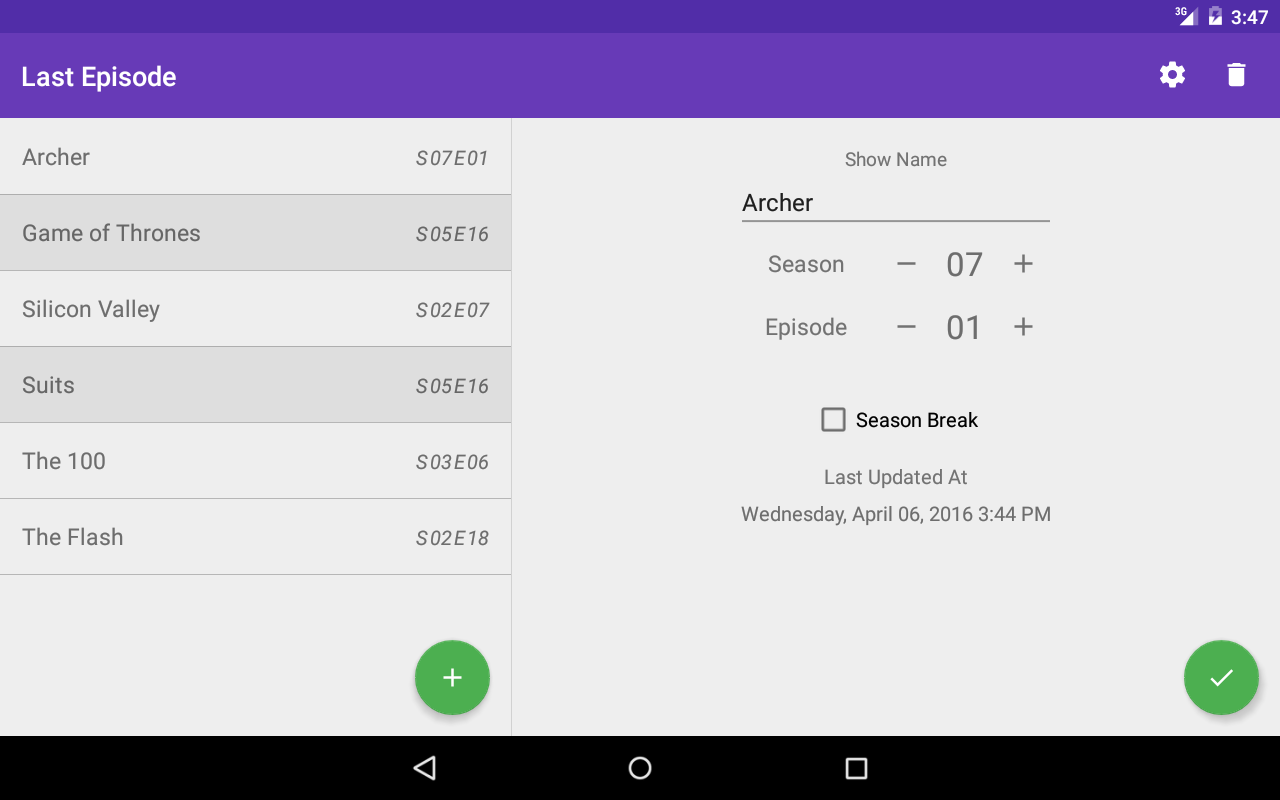 3G 3:47
Last Episode
Archer S07E01
Game of Thrones S05E16
Silicon Valley S02E07
Suits S05E16
The 100 S03E06
The Flash S02E18
Show Name
Archer
Season − 07 +
Episode − 01 +
Season Break
Last Updated At
Wednesday, April 06, 2016 3:44 PM